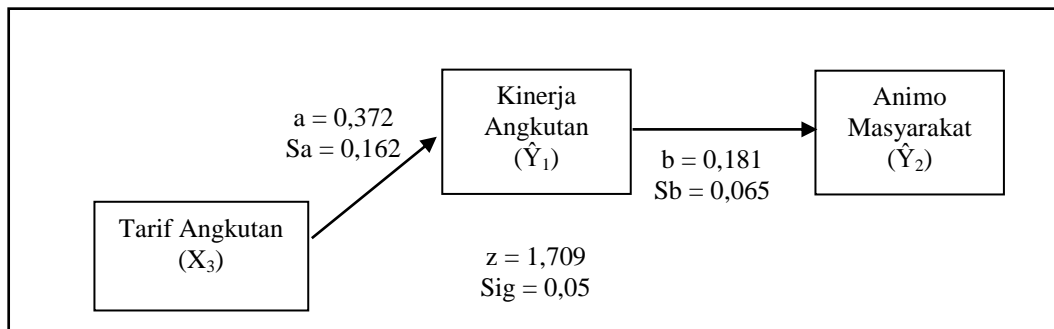 Kinerja
Angkutan
(Ŷ₁)
Animo
Masyarakat
(Ŷ₂)
a = 0,372
Sa = 0,162
b = 0,181
Sb = 0,065
Tarif Angkutan
(X₃)
z = 1,709
Sig = 0,05